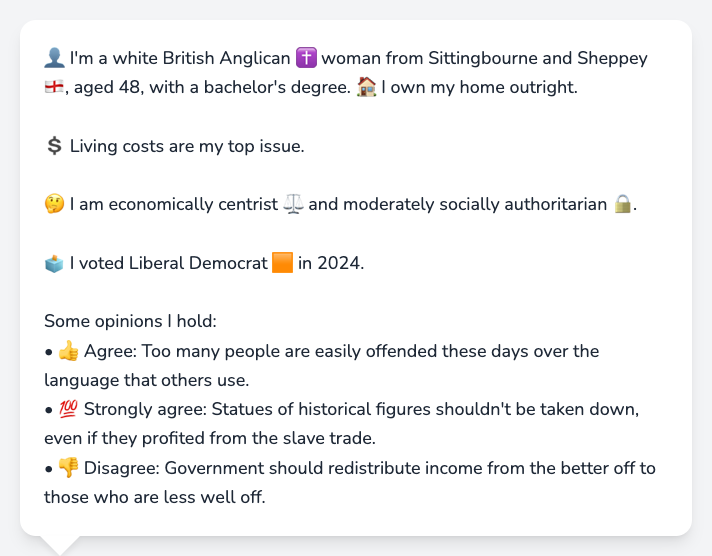 👤 I'm a white British Anglican ✝️ woman from Sittingbourne and Sheppey
🏴󠁧󠁢󠁥󠁮󠁧󠁿, aged 48, with a bachelor's degree. 🏠 I own my home outright.
💲 Living costs are my top issue.
🤔 I am economically centrist ⚖️ and moderately socially authoritarian 🔒.
🗳️ I voted Liberal Democrat 🟧 in 2024.
Some opinions I hold:
• 👍 Agree: Too many people are easily offended these days over the
language that others use.
• 💯 Strongly agree: Statues of historical figures shouldn't be taken down,
even if they profited from the slave trade.
• 👎 Disagree: Government should redistribute income from the better off to
those who are less well off.